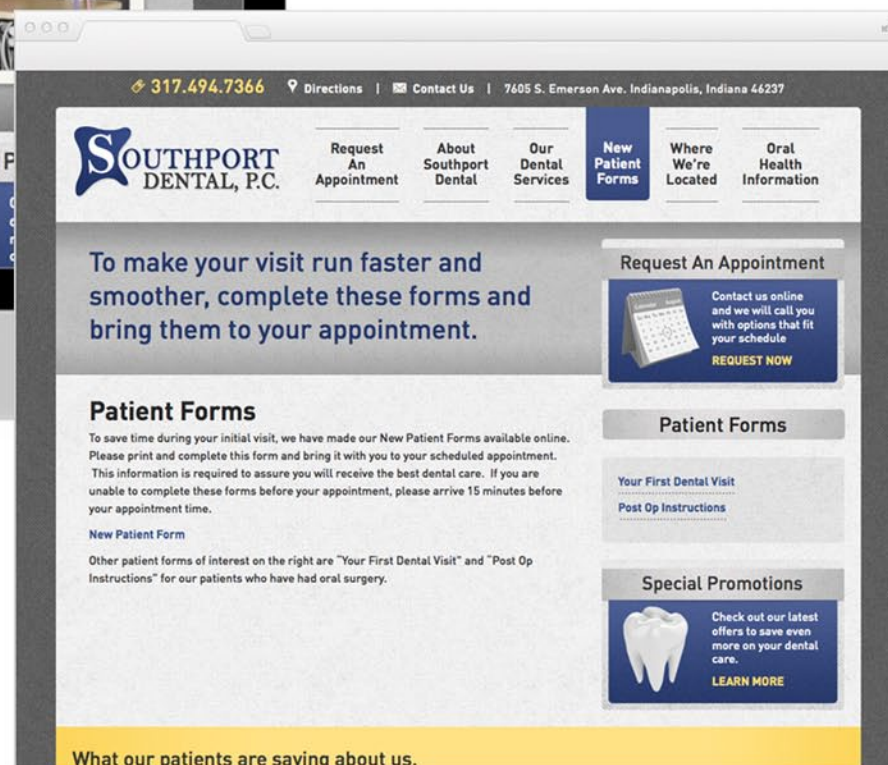 317.494.7366 Directions | Contact Us | 7605 S. Emerson Ave. Indianapolis, Indiana 46237
SOUTHPORT
DENTAL, P.C.
Request
An
Appointment
About
Southport
Dental
Our
Dental
Services
New
Patient
Forms
Where
We're
Located
Oral
Health
Information
To make your visit run faster and
smoother, complete these forms and
bring them to your appointment.
Patient Forms
To save time during your initial visit, we have made our New Patient Forms available online.
Please print and complete this form and bring it with you to your scheduled appointment.
This information is required to assure you will receive the best dental care. If you are
unable to complete these forms before your appointment, please arrive 15 minutes before
your appointment time.
New Patient Form
Other patient forms of interest on the right are "Your First Dental Visit" and "Post Op
Instructions" for our patients who have had oral surgery.
Request An Appointment
Contact us online
and we will call you
with options that fit
your schedule
REQUEST NOW
Patient Forms
Your First Dental Visit
Post Op Instructions
Special Promotions
Check out our latest
offers to save even
more on your dental
care.
LEARN MORE
What our patients are saying about us.